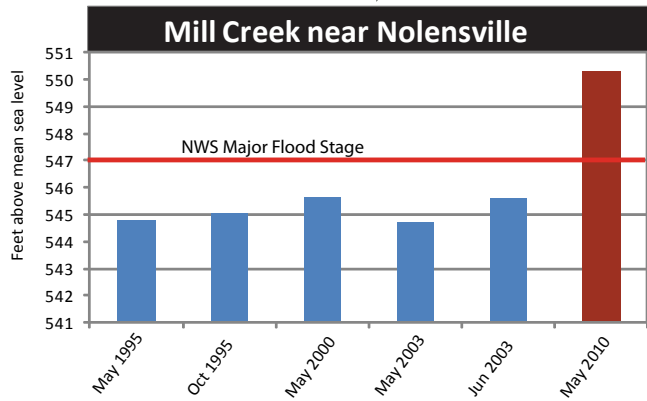 Mill Creek near Nolensville
Feet above mean sea level
551
550
549
548
547
546
545
544
543
542
541
NWS Major Flood Stage
May 1995
Oct 1995
May 2000
May 2003
Jun 2003
May 2010